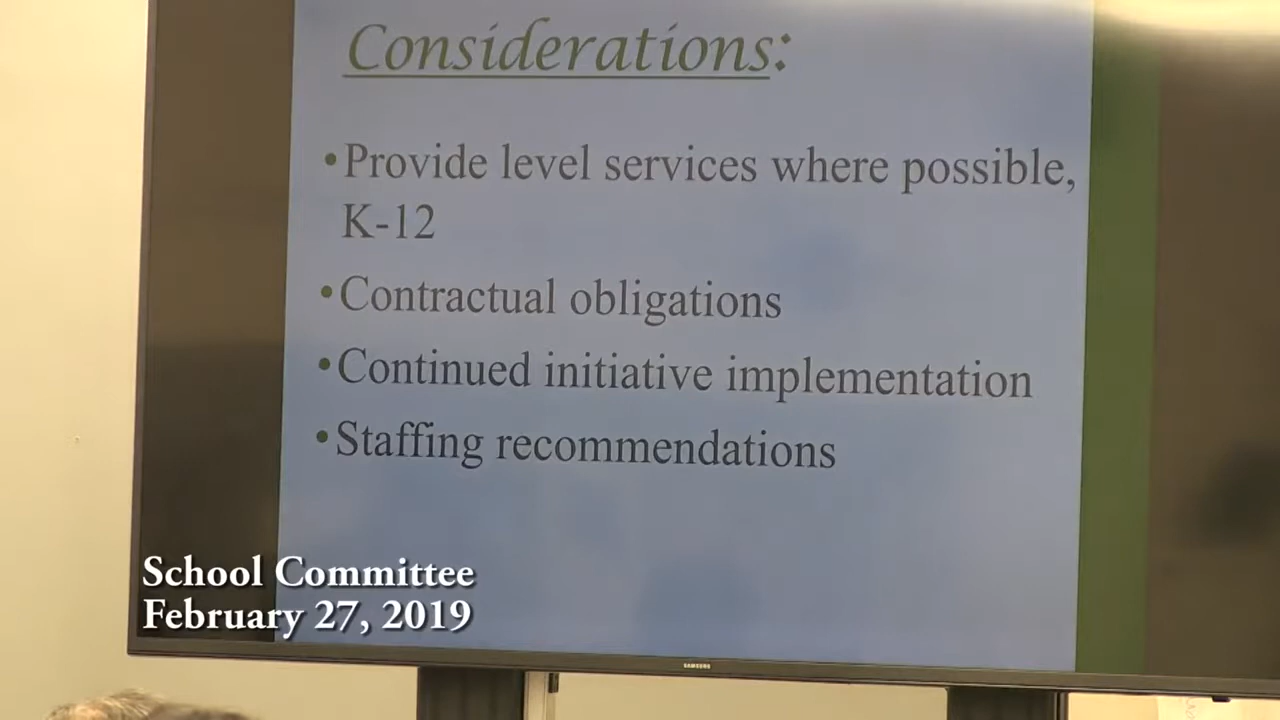 Considerations:
•Provide level services where possible,
K-12
•Contractual obligations
•Continued initiative implementation
•Staffing recommendations
School Committee
February 27, 2019
SAMSUNG